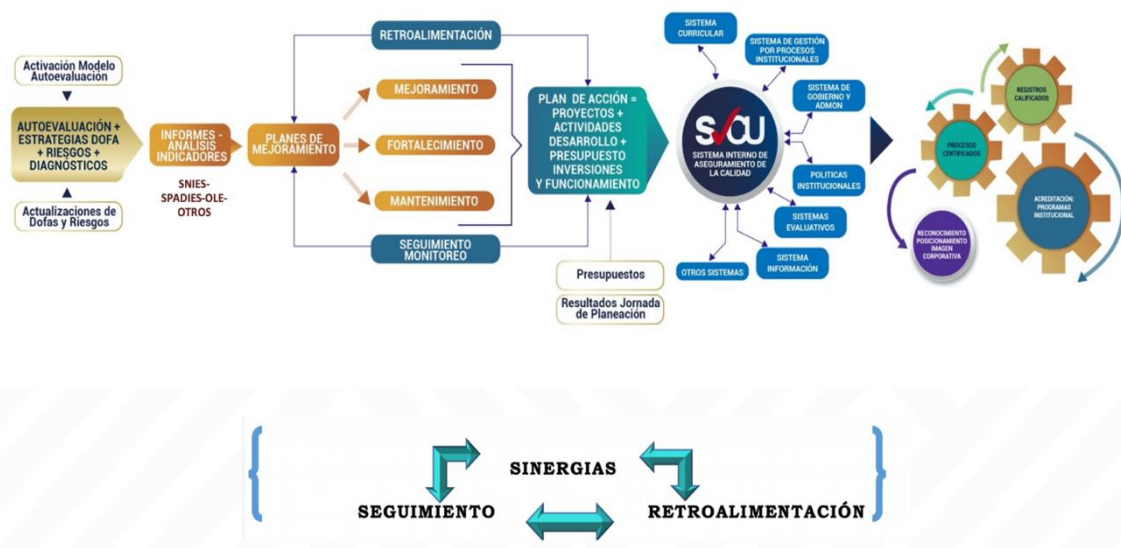 Activación Modelo
Autoevaluación
AUTOEVALUACIÓN +
ESTRATEGIAS DOFA
+ RIESGOS +
DIAGNÓSTICOS
Actualizaciones de
Dofas y Riesgos
INFORMES -
ANÁLISIS
INDICADORES
SNIES-
SPADIES-OLE-
OTROS
PLANES DE
MEJORAMIENTO
RETROALIMENTACIÓN
MEJORAMIENTO
FORTALECIMIENTO
MANTENIMIENTO
SEGUIMIENTO
MONITOREO
PLAN DE ACCIÓN =
PROYECTOS +
ACTIVIDADES
DESARROLLO +
PRESUPUESTO
INVERSIONES
Y FUNCIONAMIENTO
Presupuestos
Resultados Jornada
de Planeación
SISTEMA
CURRICULAR
SISTEMA DE GESTIÓN
POR PROCESOS
INSTITUCIONALES
SISTEMA DE
GOBIERNO Y
ADMON
SISTEMA INTERNO DE
ASEGURAMIENTO DE
LA CALIDAD
POLÍTICAS
INSTITUCIONALES
SISTEMAS
EVALUATIVOS
SISTEMA
INFORMACIÓN
OTROS SISTEMAS
REGISTROS
CALIFICADOS
PROCESOS
CERTIFICADOS
ACREDITACIÓN:
PROGRAMAS
INSTITUCIONAL
RECONOCIMIENTO
POSICIONAMIENTO
IMAGEN
CORPORATIVA
SINERGIAS
SEGUIMIENTO
RETROALIMENTACIÓN